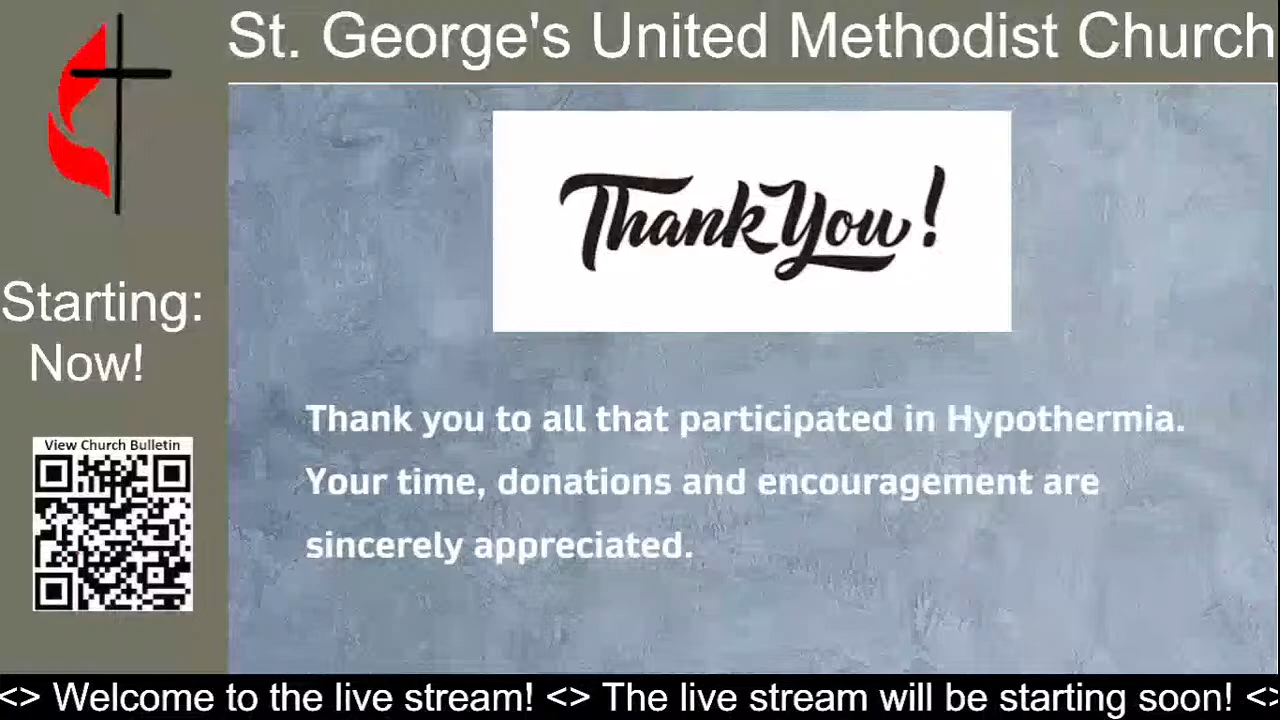 St. George's United Methodist Church
Thank You!
Starting:
Now!
Thank you to all that participated in Hypothermia.
Your time, donations and encouragement are
sincerely appreciated.
View Church Bulletin
<> Welcome to the live stream! <> The live stream will be starting soon! <>